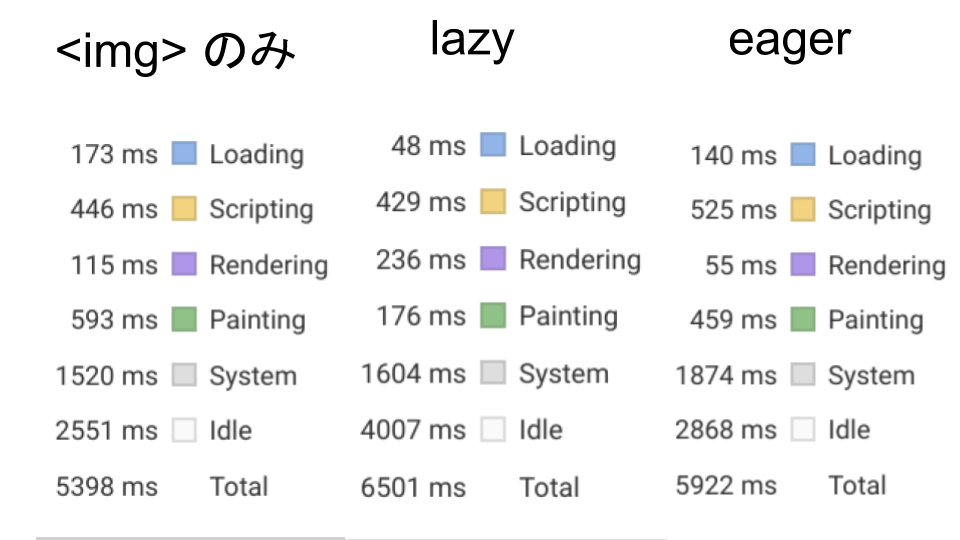 <img> のみ
173 ms Loading
446 ms Scripting
115 ms Rendering
593 ms Painting
1520 ms System
2551 ms Idle
5398 ms Total
lazy
48 ms Loading
429 ms Scripting
236 ms Rendering
176 ms Painting
1604 ms System
4007 ms Idle
6501 ms Total
eager
140 ms Loading
525 ms Scripting
55 ms Rendering
459 ms Painting
1874 ms System
2868 ms Idle
5922 ms Total